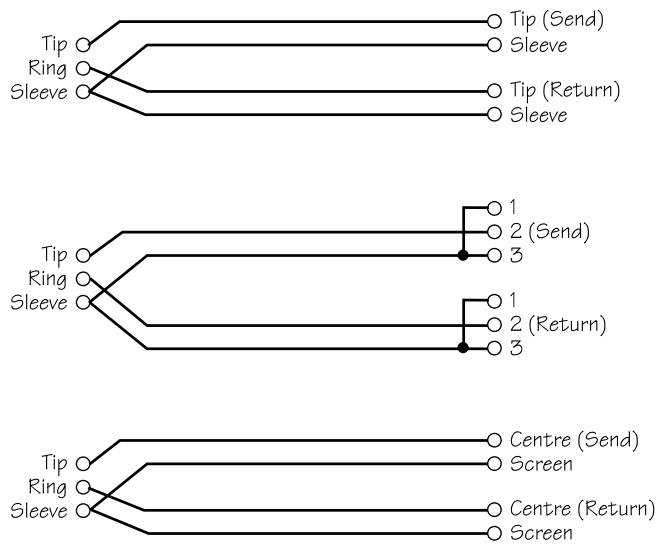 Tip (Send)
Tip
Sleeve
Ring
Sleeve
Tip (Return)
Sleeve
1
2 (Send)
Tip
3
Ring
Sleeve
1
2 (Return)
3
Centre (Send)
Tip
Screen
Ring
Sleeve
Centre (Return)
Screen